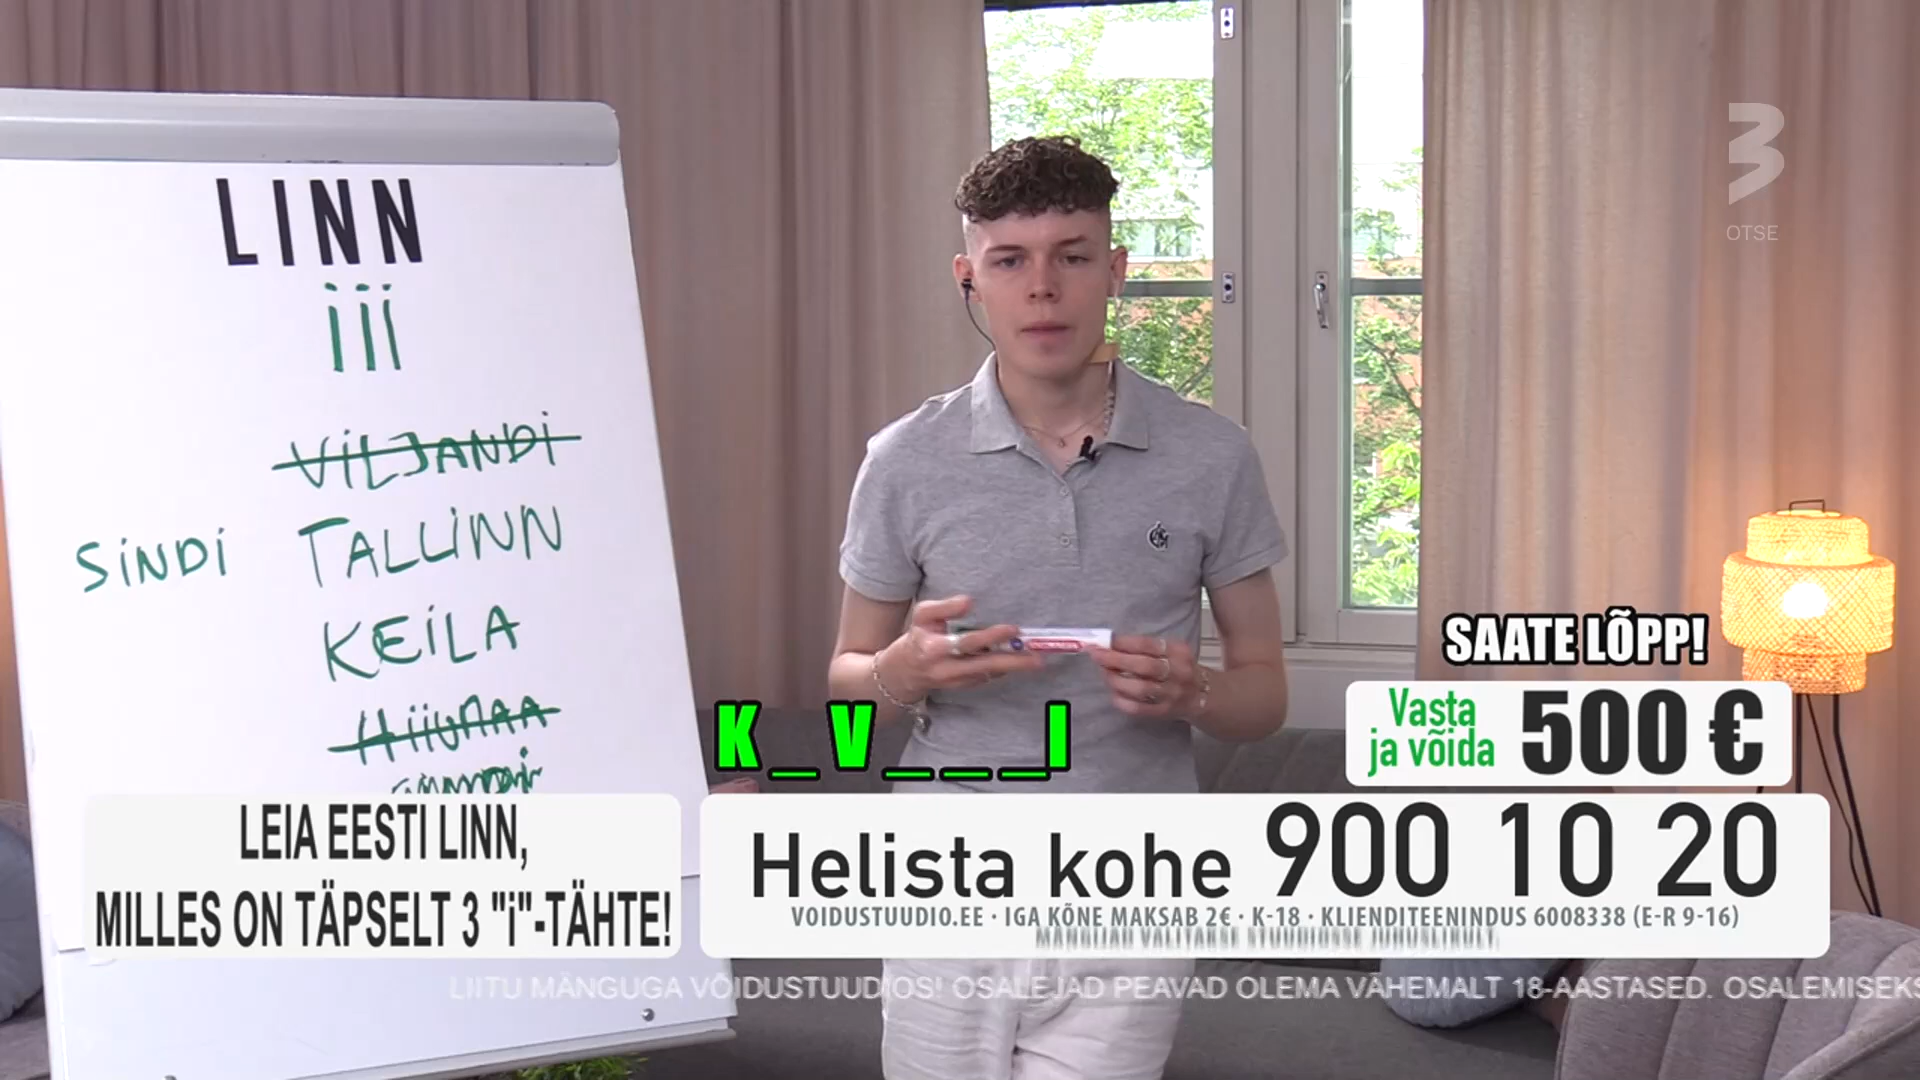 LINN
iii
ViLJANDi
SiNDi TALLiNN
KEiLA
HiiUMAA
3
OTSE
SAATE LÕPP!
Vasta
ja võida 500 €
K_V___I
LEIA EESTI LINN,
MILLES ON TÄPSELT 3 "i"-TÄHTE!
Helista kohe 900 10 20
VOIDUSTUUDIO.EE · IGA KÕNE MAKSAB 2€ · K-18 · KLIENDITEENINDUS 6008338 (E-R 9-16)
LIITU MÄNGUGA VÕIDUSTUUDIOS! OSALEJAD PEAVAD OLEMA VÄHEMALT 18-AASTASED. OSALEMISEKS